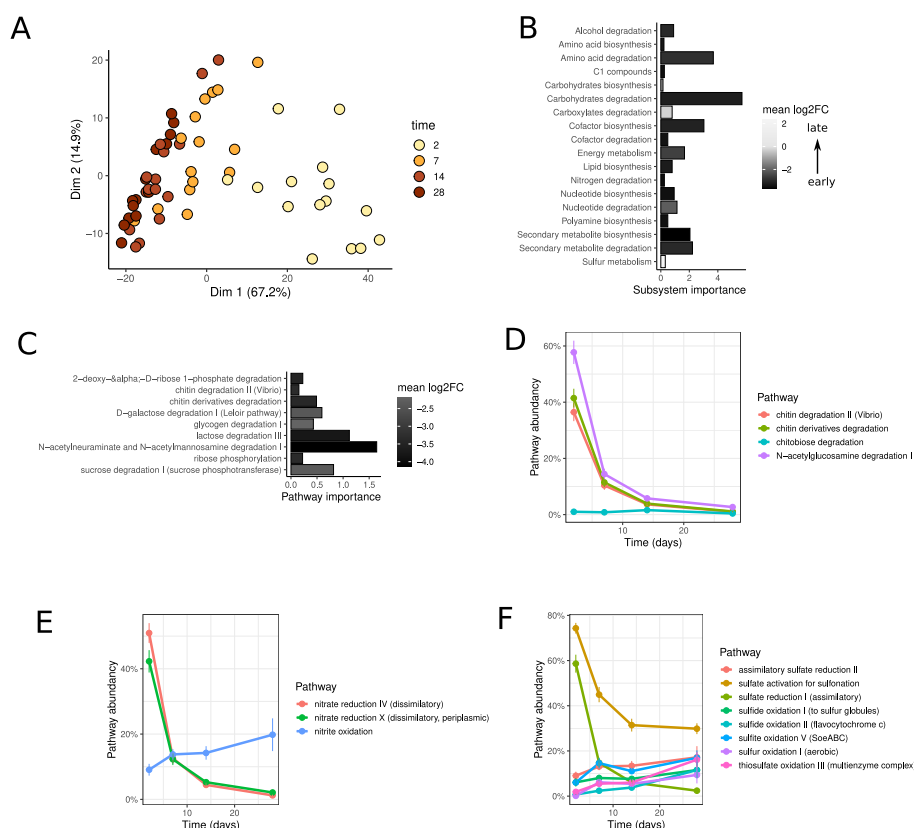 A
20
10
0
−10
Dim 2 (14.9%)
−20
0
20
40
Dim 1 (67.2%)
time
2
7
14
28
B
Alcohol degradation
Amino acid biosynthesis
Amino acid degradation
C1 compounds
Carbohydrates biosynthesis
Carbohydrates degradation
Carboxylates degradation
Cofactor biosynthesis
Cofactor degradation
Energy metabolism
Lipid biosynthesis
Nitrogen degradation
Nucleotide biosynthesis
Nucleotide degradation
Polyamine biosynthesis
Secondary metabolite biosynthesis
Secondary metabolite degradation
Sulfur metabolism
0
2
4
Subsystem importance
mean log2FC
2
0
−2
late
early
C
2−deoxy−&alpha;−D−ribose 1−phosphate degradation
chitin degradation II (Vibrio)
chitin derivatives degradation
D−galactose degradation I (Leloir pathway)
glycogen degradation I
lactose degradation III
N−acetylneuraminate and N−acetylmannosamine degradation I
ribose phosphorylation
sucrose degradation I (sucrose phosphotransferase)
0.0
0.5
1.0
1.5
Pathway importance
mean log2FC
−2.5
−3.0
−3.5
−4.0
D
60%
40%
20%
0%
Pathway abundancy
10
20
Time (days)
Pathway
chitin degradation II (Vibrio)
chitin derivatives degradation
chitobiose degradation
N−acetylglucosamine degradation I
E
40%
20%
0%
Pathway abundancy
10
20
Time (days)
Pathway
nitrate reduction IV (dissimilatory)
nitrate reduction X (dissimilatory, periplasmic)
nitrite oxidation
F
80%
60%
40%
20%
0%
Pathway abundancy
10
20
Time (days)
Pathway
assimilatory sulfate reduction II
sulfate activation for sulfonation
sulfate reduction I (assimilatory)
sulfide oxidation I (to sulfur globules)
sulfide oxidation II (flavocytochrome c)
sulfite oxidation V (SoeABC)
sulfur oxidation I (aerobic)
thiosulfate oxidation III (multienzyme complex